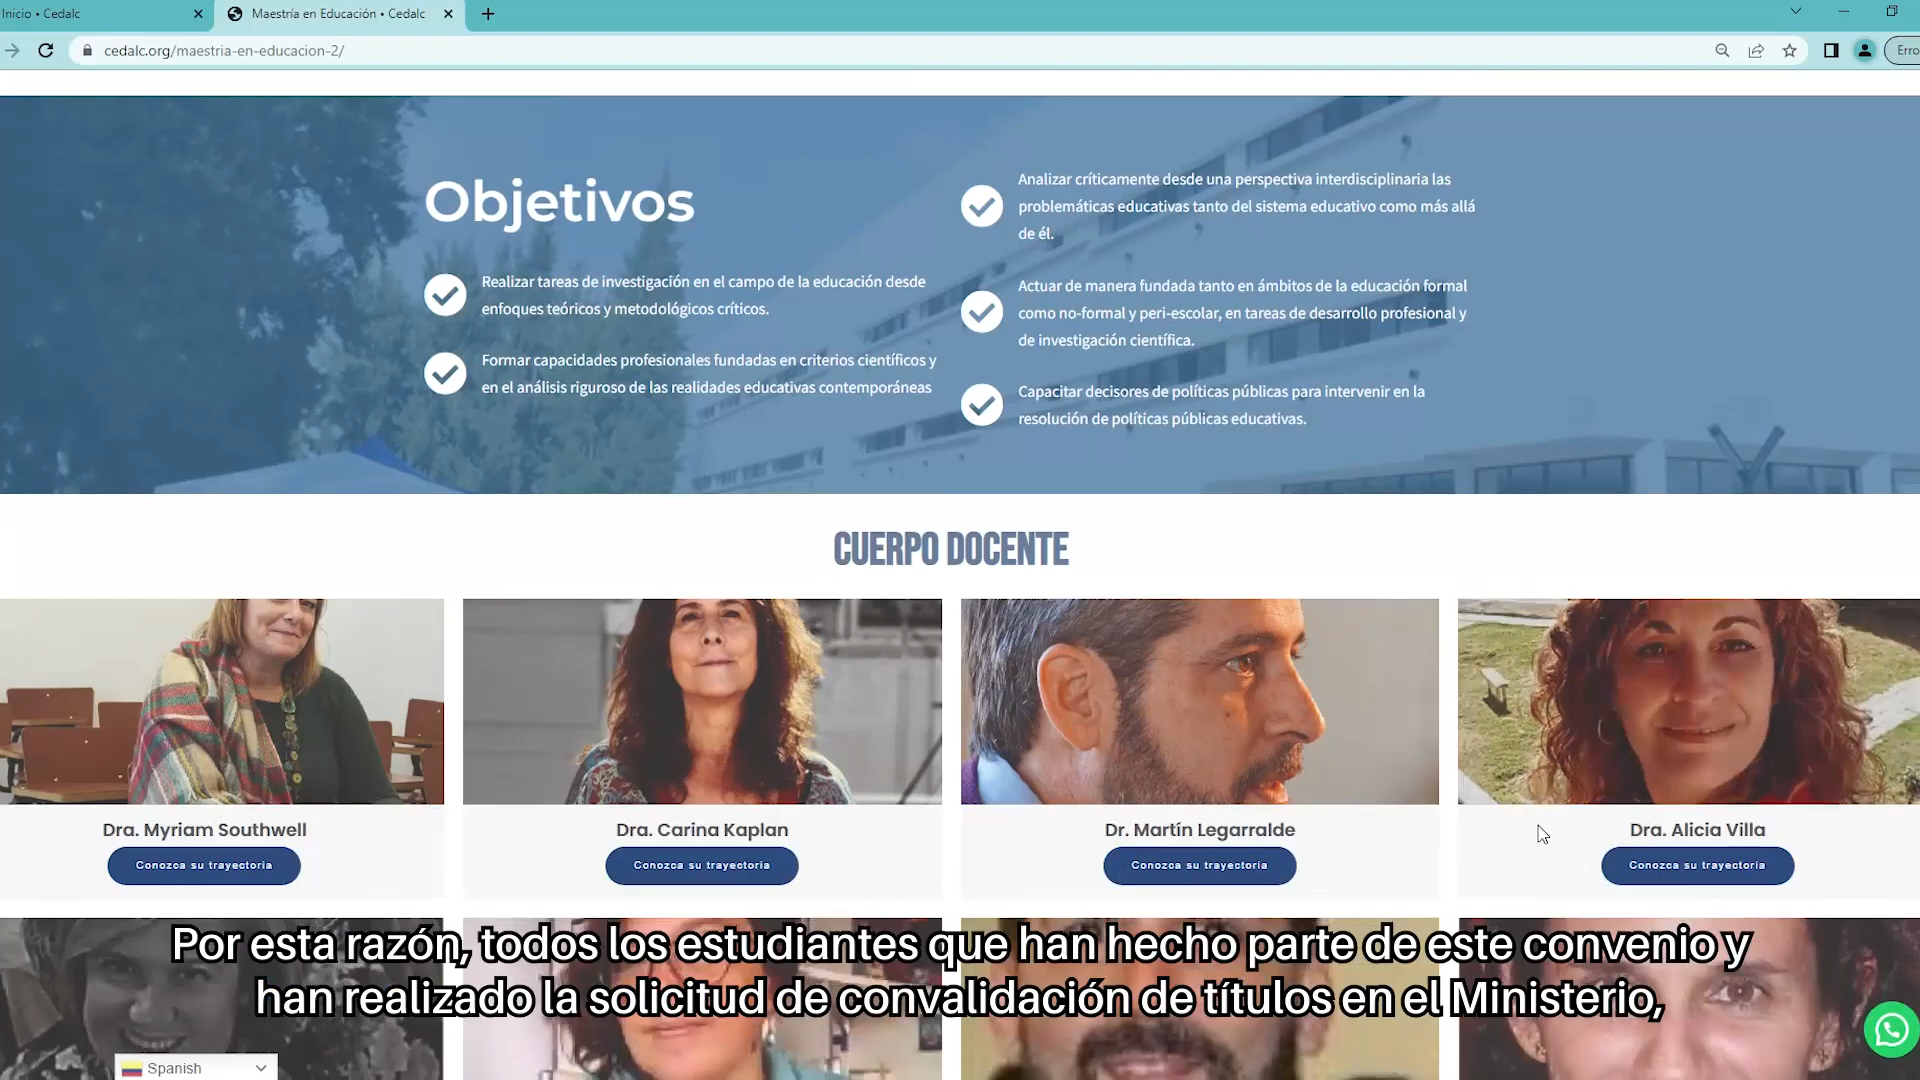 Inicio • Cedalc
Maestría en Educación • Cedalc
cedalc.org/maestria-en-educacion-2/
Erro
Objetivos
Realizar tareas de investigación en el campo de la educación desde
enfoques teóricos y metodológicos críticos.
Formar capacidades profesionales fundadas en criterios científicos y
en el análisis riguroso de las realidades educativas contemporáneas
Analizar críticamente desde una perspectiva interdisciplinaria las
problemáticas educativas tanto del sistema educativo como más allá
de él.
Actuar de manera fundada tanto en ámbitos de la educación formal
como no-formal y peri-escolar, en tareas de desarrollo profesional y
de investigación científica.
Capacitar decisores de políticas públicas para intervenir en la
resolución de políticas públicas educativas.
CUERPO DOCENTE
Dra. Myriam Southwell
Conozca su trayectoria
Dra. Carina Kaplan
Conozca su trayectoria
Dr. Martín Legarralde
Conozca su trayectoria
Dra. Alicia Villa
Conozca su trayectoria
Por esta razón, todos los estudiantes que han hecho parte de este convenio y
han realizado la solicitud de convalidación de títulos en el Ministerio,
Spanish